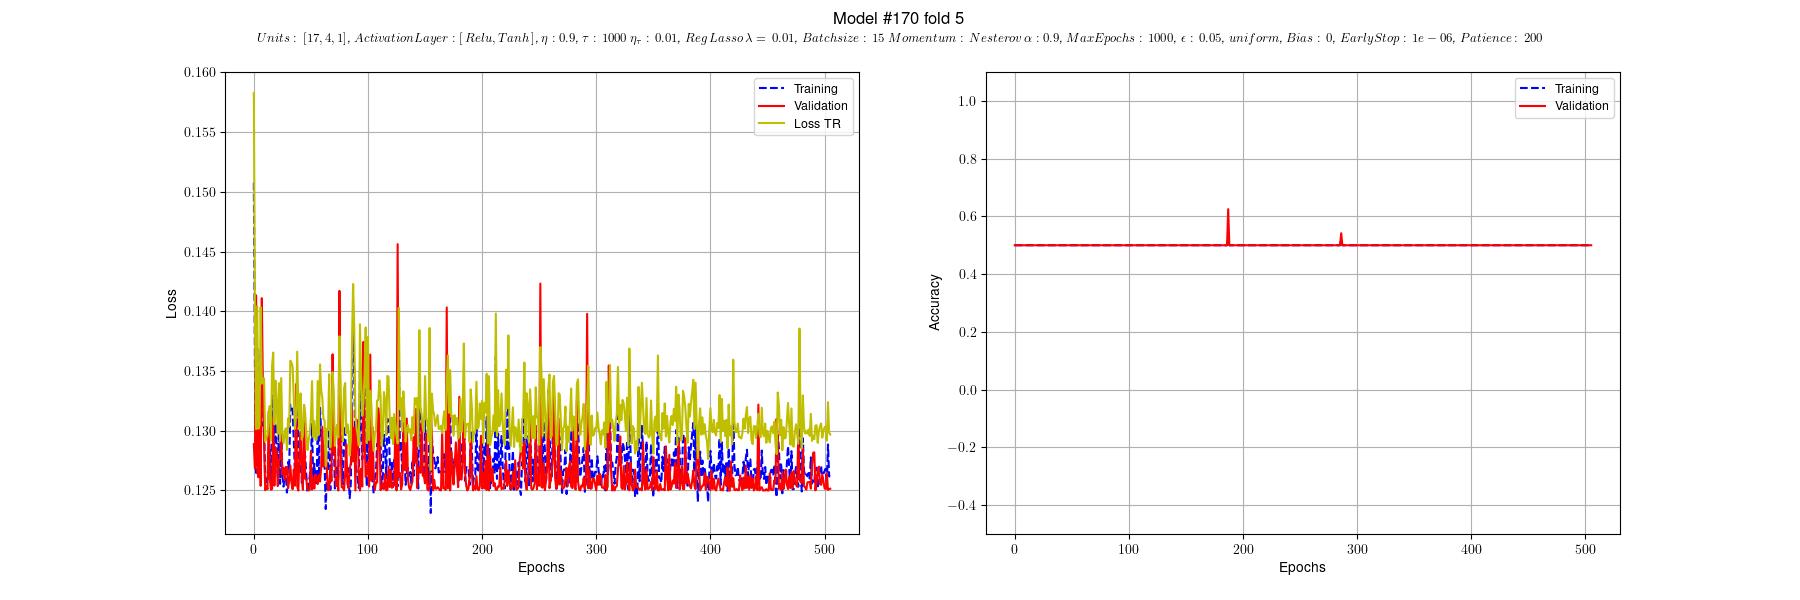 Model #170 fold 5
Units : [17, 4, 1], ActivationLayer : [Relu, Tanh], η : 0.9, τ : 1000 η_τ : 0.01, Reg Lasso λ = 0.01, Batchsize : 15 Momentum : Nesterov α : 0.9, MaxEpochs : 1000, ϵ : 0.05, uniform, Bias : 0, EarlyStop : 1e − 06, Patience : 200
0.160
0.155
0.150
0.145
0.140
0.135
0.130
0.125
Loss
Training
Validation
Loss TR
0 100 200 300 400 500
Epochs
1.0
0.8
0.6
0.4
0.2
0.0
−0.2
−0.4
Accuracy
Training
Validation
0 100 200 300 400 500
Epochs